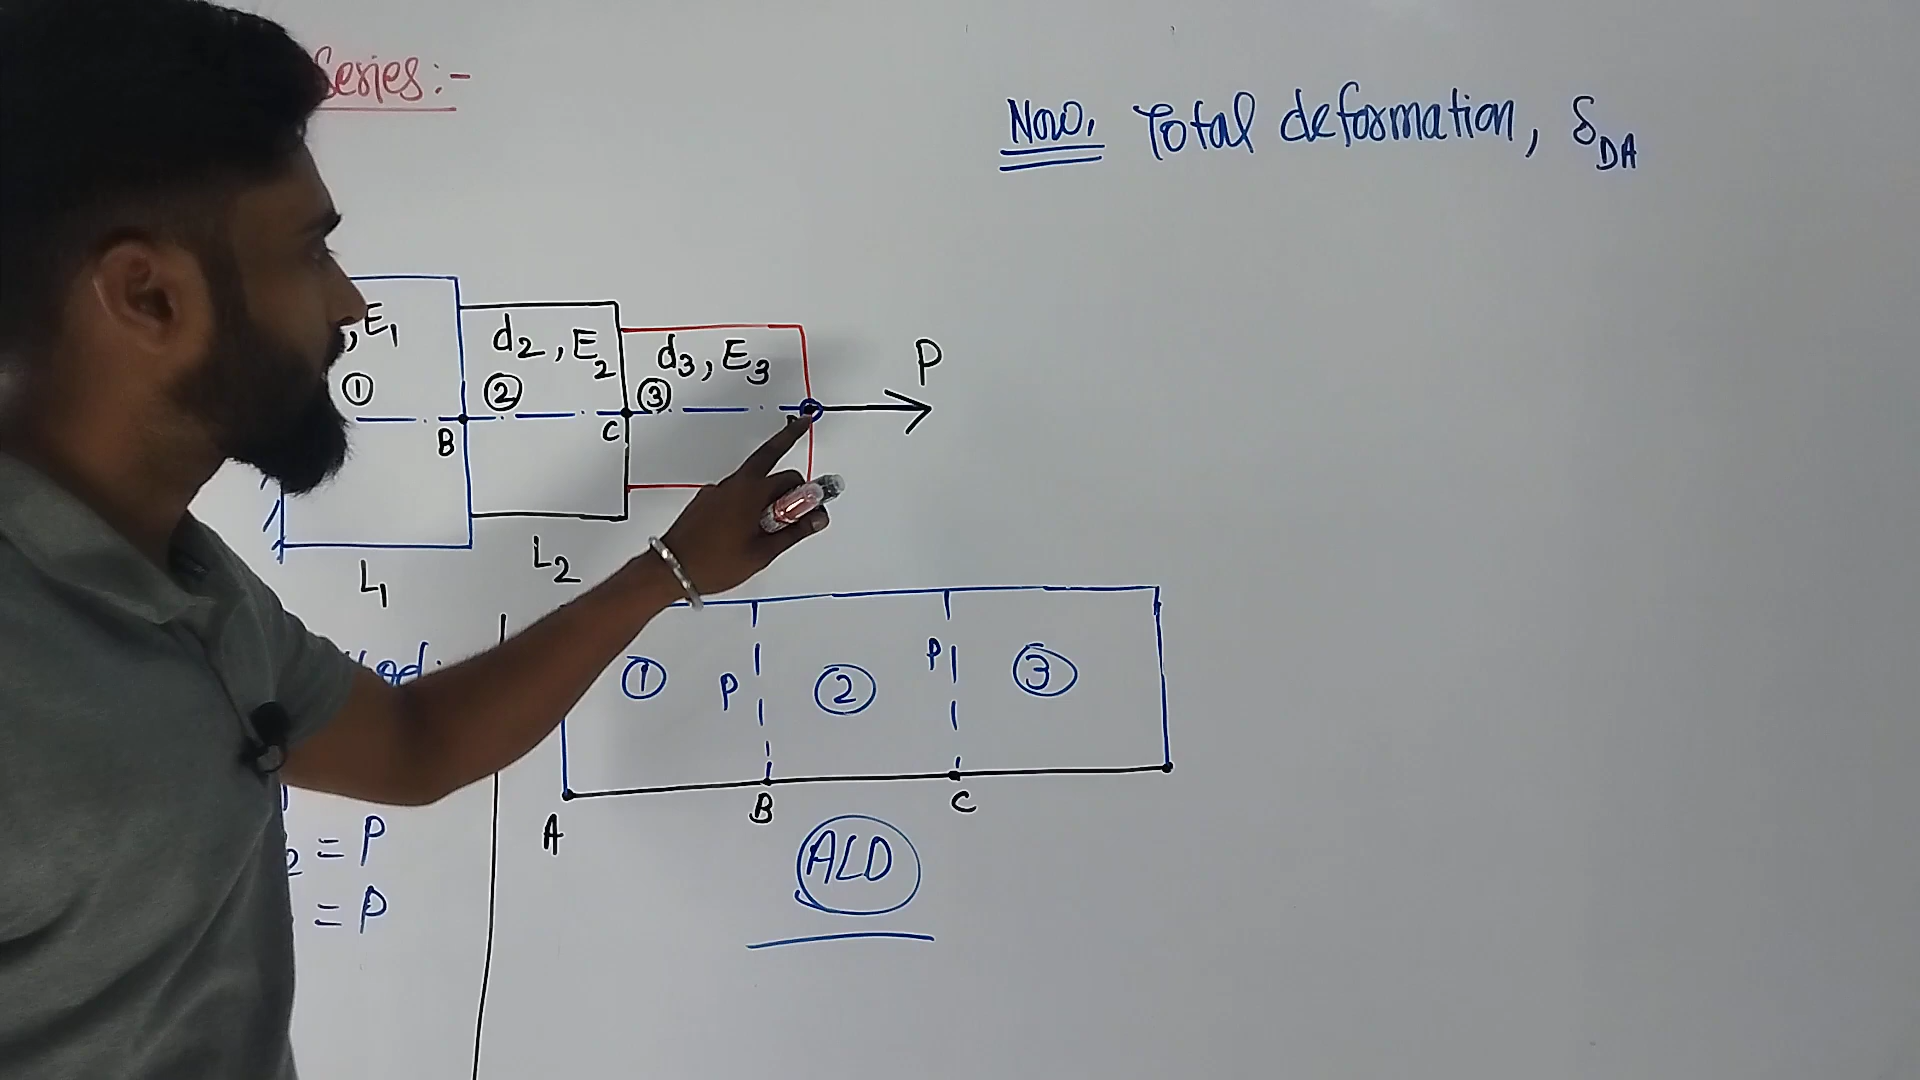 Series:-
Now, Total deformation, δDA
,E1
d2, E2
d3, E3
P
①
②
③
B
C
L1
L2
①
P
②
P
③
A
B
C
2 = P
= P
ALD